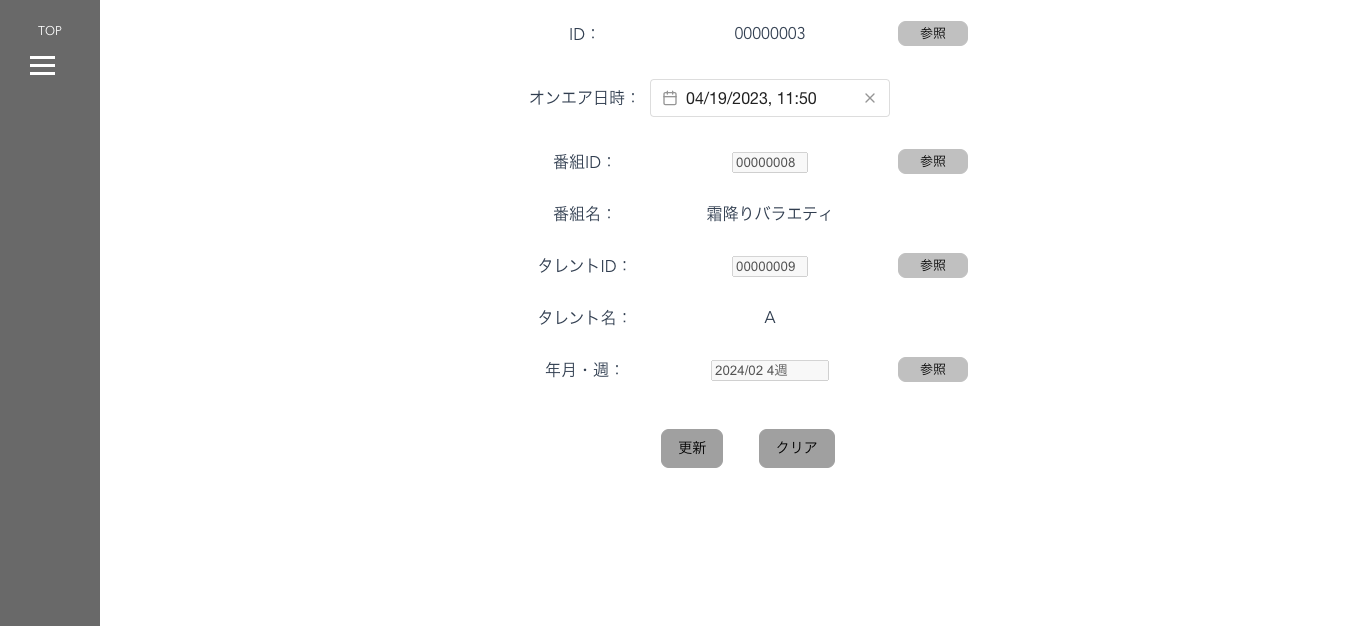 TOP
ID： 00000003 参照
オンエア日時： 04/19/2023, 11:50
番組ID： 00000008 参照
番組名： 霜降りバラエティ
タレントID： 00000009 参照
タレント名： A
年月・週： 2024/02 4週 参照
更新 クリア